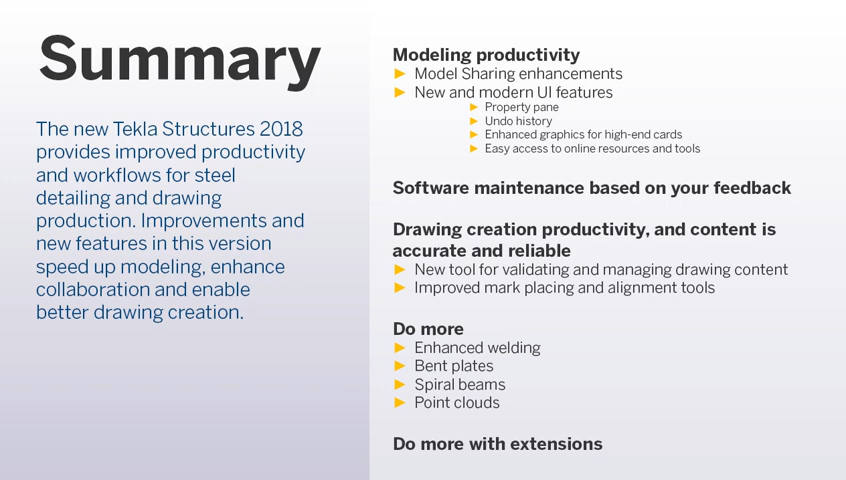 Summary
The new Tekla Structures 2018
provides improved productivity
and workflows for steel
detailing and drawing
production. Improvements and
new features in this version
speed up modeling, enhance
collaboration and enable
better drawing creation.
Modeling productivity
► Model Sharing enhancements
► New and modern UI features
► Property pane
► Undo history
► Enhanced graphics for high-end cards
► Easy access to online resources and tools
Software maintenance based on your feedback
Drawing creation productivity, and content is
accurate and reliable
► New tool for validating and managing drawing content
► Improved mark placing and alignment tools
Do more
► Enhanced welding
► Bent plates
► Spiral beams
► Point clouds
Do more with extensions